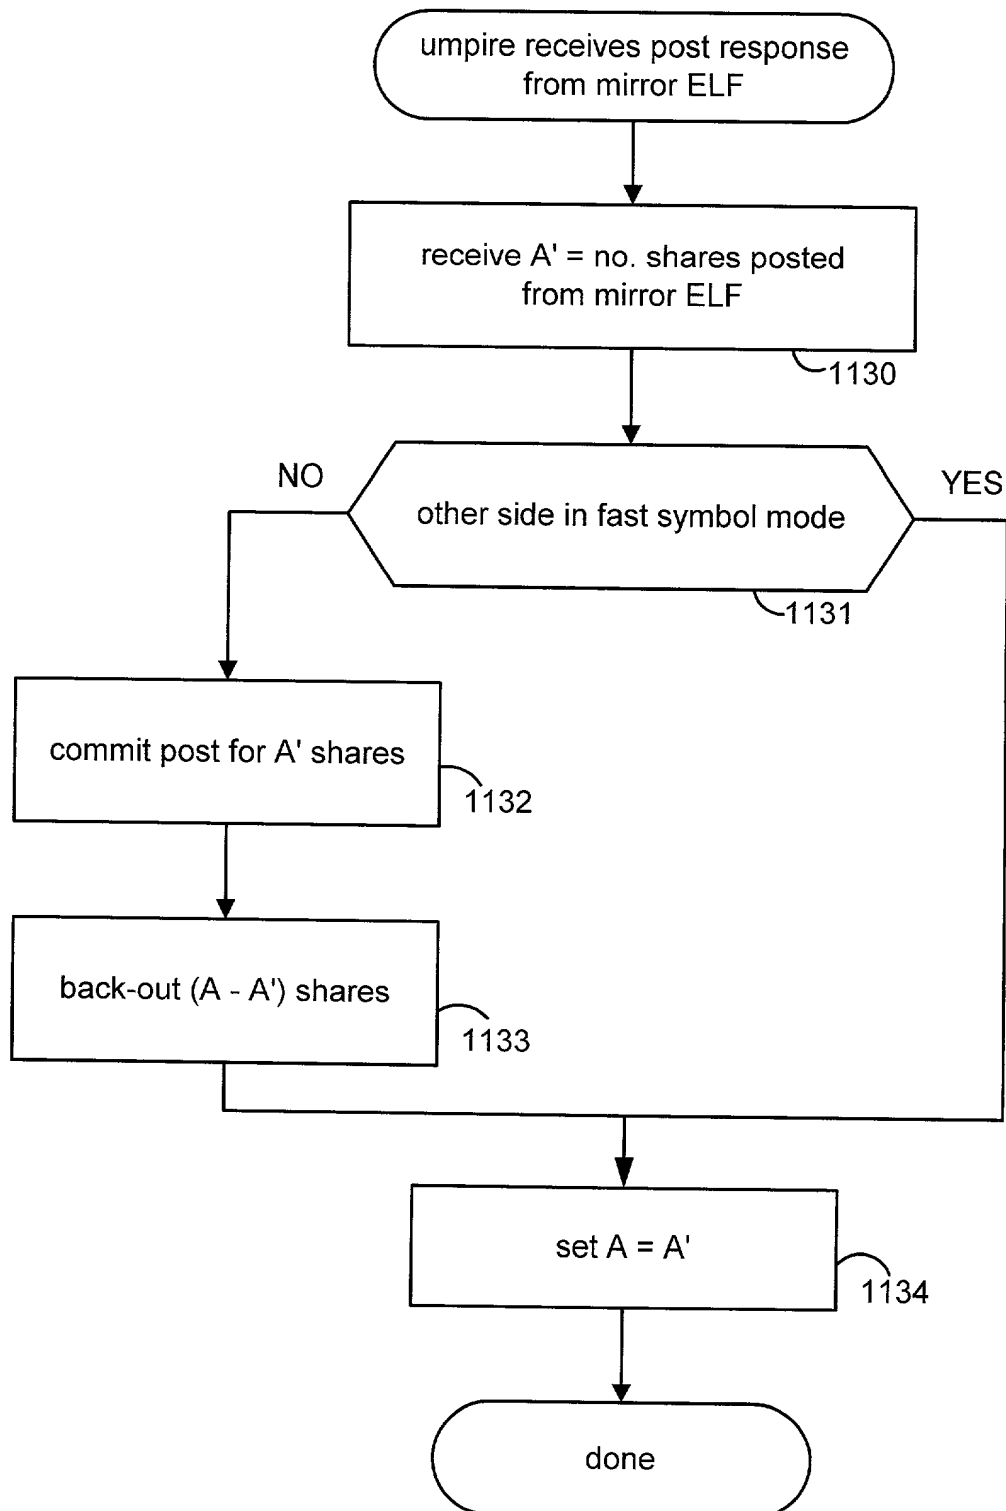 umpire receives post response
from mirror ELF
receive A' = no. shares posted
from mirror ELF
1130
NO
YES
other side in fast symbol mode
1131
commit post for A' shares
1132
back-out (A - A') shares
1133
set A = A'
1134
done